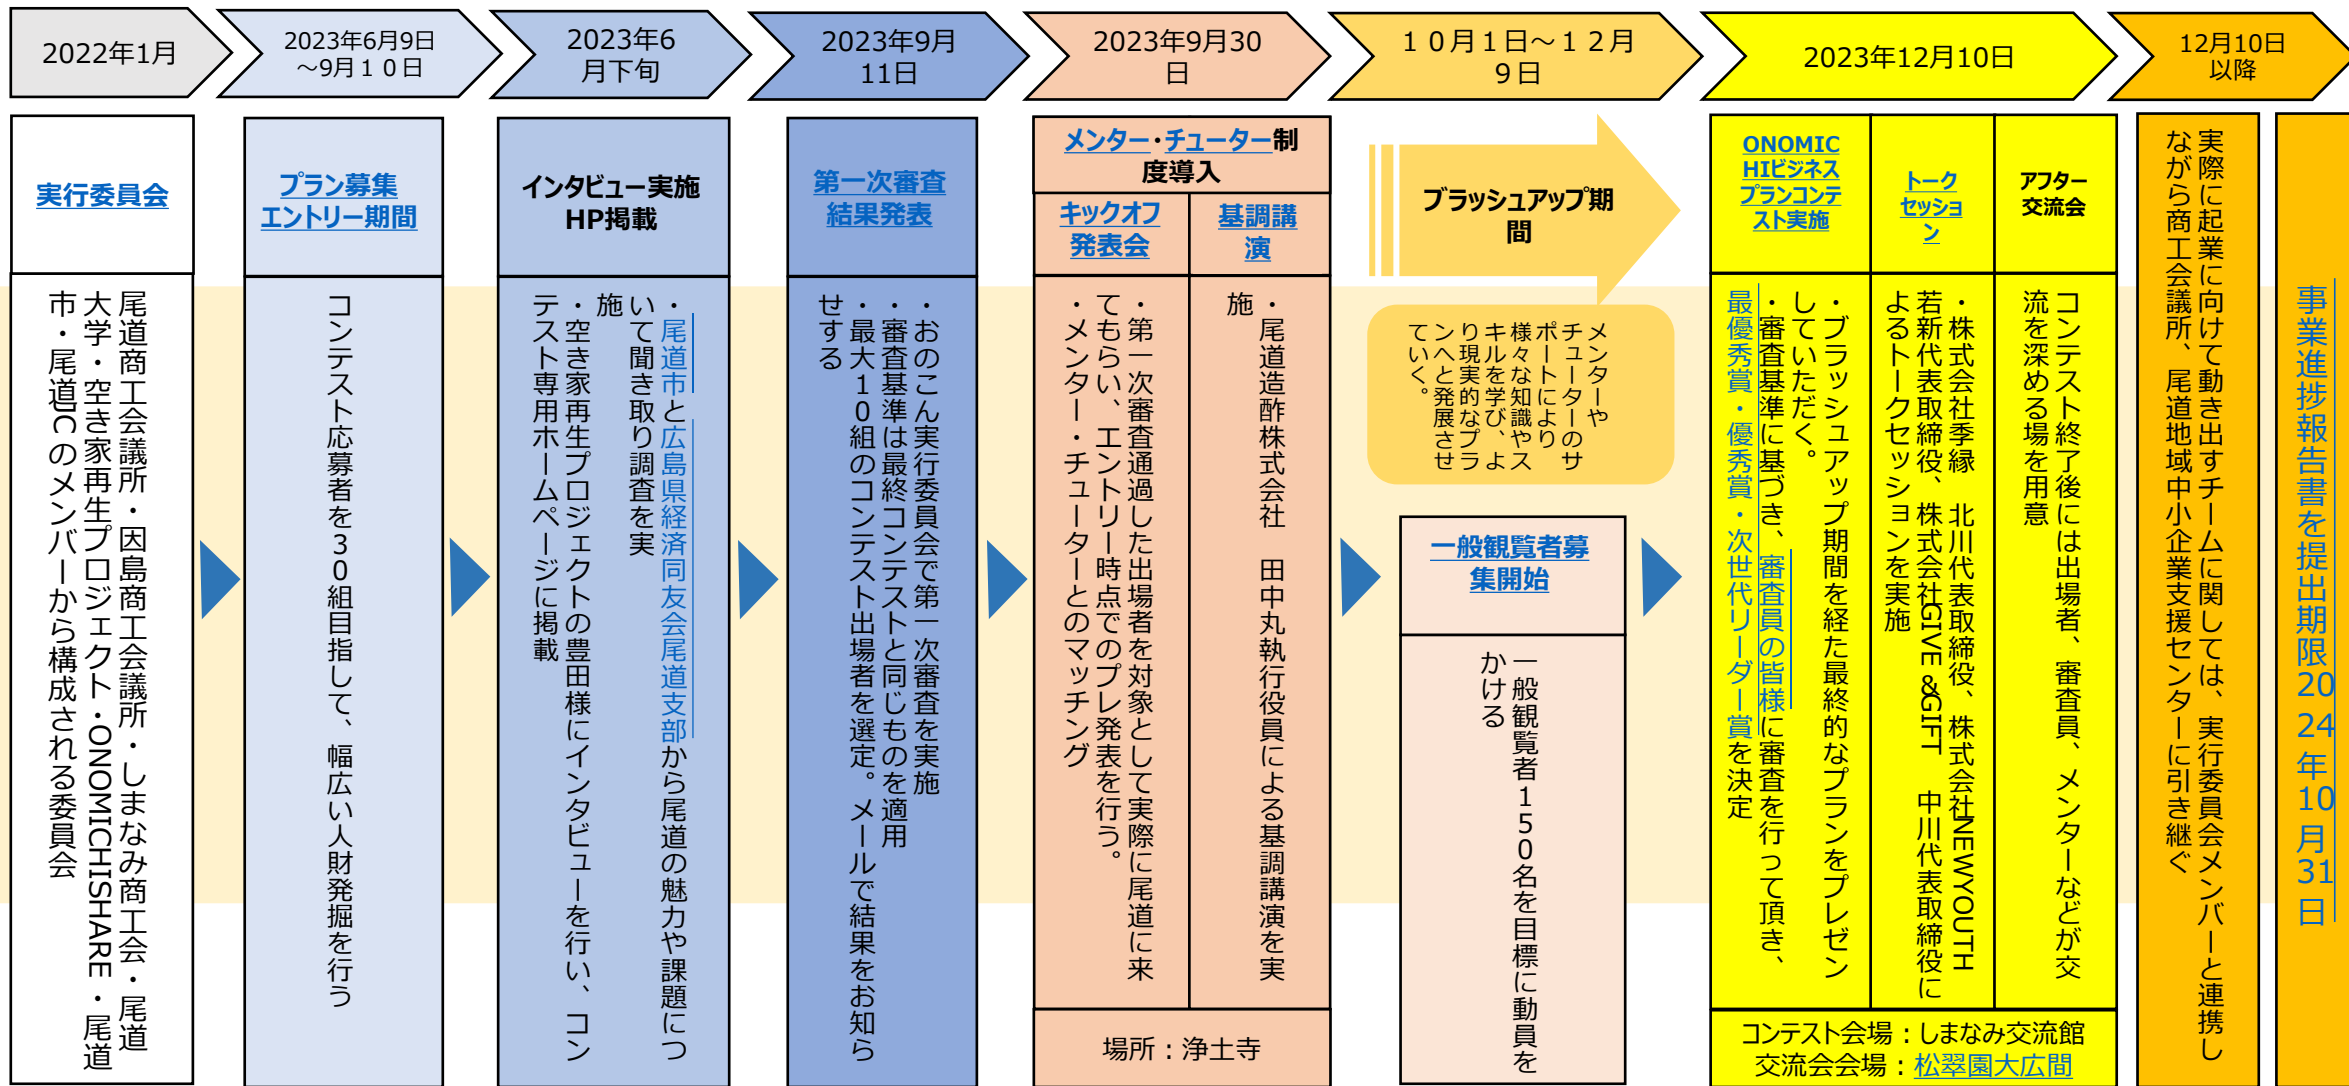 2022年1月
2023年6月9日
～9月１０日
2023年6
月下旬
2023年9月
11日
2023年9月30
日
１０月１日～１２月
９日
2023年12月10日
12月10日
以降
実行委員会
尾道商工会議所・因島商工会議所・しまなみ商工会・尾道
大学・空き家再生プロジェクト・ONOMICHISHARE・尾道
市・尾道JCのメンバーから構成される委員会
プラン募集
エントリー期間
コンテスト応募者を３０組目指して、幅広い人財発掘を行う
インタビュー実施
HP掲載
・尾道市と広島県経済同友会尾道支部から尾道の魅力や課題につ
いて聞き取り調査を実
施
・空き家再生プロジェクトの豊田様にインタビューを行い、コン
テスト専用ホームページに掲載
第一次審査
結果発表
・おのこん実行委員会で第一次審査を実施
・審査基準は最終コンテストと同じものを適用
・最大１０組のコンテスト出場者を選定。メールで結果をお知ら
せする
メンター・チューター制
度導入
キックオフ
発表会
・第一次審査通過した出場者を対象として実際に尾道に来
てもらい、エントリー時点でのプレ発表を行う。
・メンター・チューターとのマッチング
基調講
演
・尾道造酢株式会社　田中丸執行役員による基調講演を実
施
場所：浄土寺
ブラッシュアップ期
間
メンターや
チューターのサ
ポートにより
様々な知識やス
キルを学び、よ
り現実的なプラ
ンへと発展させ
ていく。
一般観覧者募
集開始
一般観覧者１５０名を目標に動員を
かける
ONOMIC
HIビジネス
プランコンテ
スト実施
・ブラッシュアップ期間を経た最終的なプランをプレゼン
していただく。
・審査基準に基づき、審査員の皆様に審査を行って頂き、
最優秀賞・優秀賞・次世代リーダー賞を決定
トーク
セッショ
ン
・株式会社季縁　北川代表取締役、株式会社NEWYOUTH
若新代表取締役、株式会社GIVE &GIFT　中川代表取締役に
よるトークセッションを実施
アフター
交流会
コンテスト終了後には出場者、審査員、メンターなどが交
流を深める場を用意
コンテスト会場：しまなみ交流館
交流会会場：松翠園大広間
実際に起業に向けて動き出すチームに関しては、実行委員会メンバーと連携し
ながら商工会議所、尾道地域中小企業支援センターに引き継ぐ
事業進捗報告書を提出期限2024年10月31日